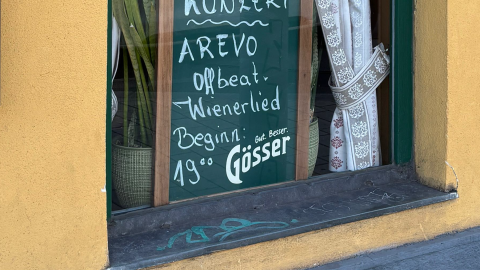 KONZERT
AREVO
Offbeat.
Wienerlied
Beginn:
19⁰⁰
Gut. Besser.
Gösser